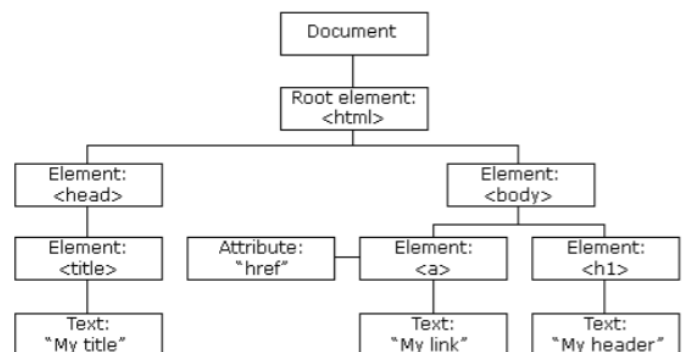 Document
Root element:
<html>
Element:
<head>
Element:
<body>
Element:
<title>
Attribute:
"href"
Element:
<a>
Element:
<h1>
Text:
"My title"
Text:
"My link"
Text:
"My header"